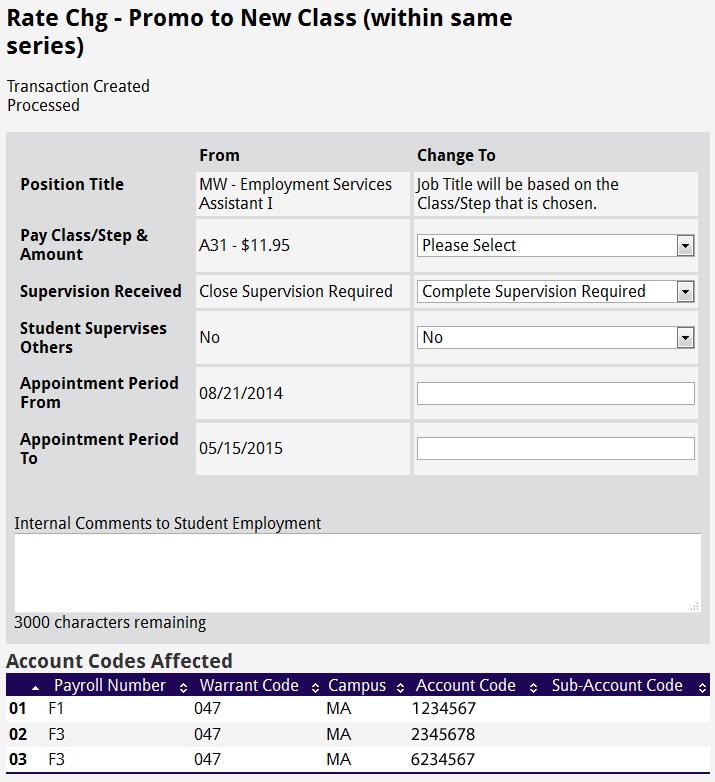 Rate Chg - Promo to New Class (within same
series)
Transaction Created
Processed
From Change To
Position Title MW - Employment Services Job Title will be based on the
Assistant I Class/Step that is chosen.
Pay Class/Step &
Amount A31 - $11.95 Please Select
Supervision Received Close Supervision Required Complete Supervision Required
Student Supervises
Others No No
Appointment Period
From 08/21/2014
Appointment Period
To 05/15/2015
Internal Comments to Student Employment
3000 characters remaining
Account Codes Affected
Payroll Number Warrant Code Campus Account Code Sub-Account Code
01 F1 047 MA 1234567
02 F3 047 MA 2345678
03 F3 047 MA 6234567